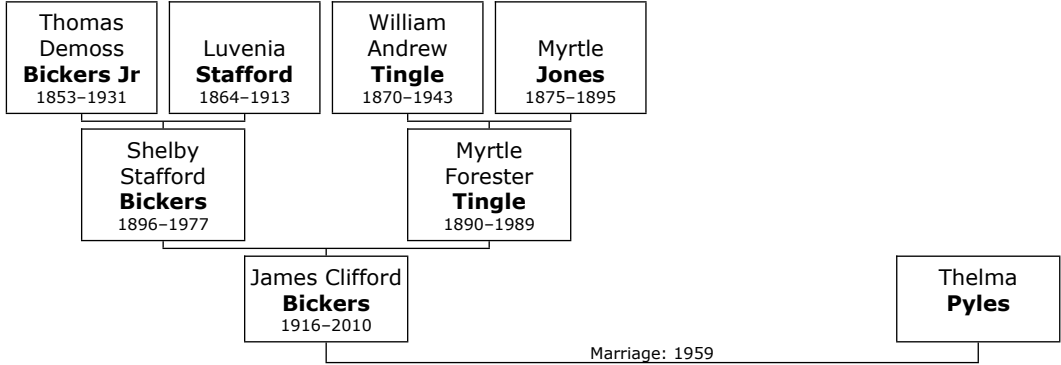 Thomas
Demoss
Bickers Jr
1853–1931
Luvenia
Stafford
1864–1913
William
Andrew
Tingle
1870–1943
Myrtle
Jones
1875–1895
Shelby
Stafford
Bickers
1896–1977
Myrtle
Forester
Tingle
1890–1989
James Clifford
Bickers
1916–2010
Thelma
Pyles
Marriage: 1959